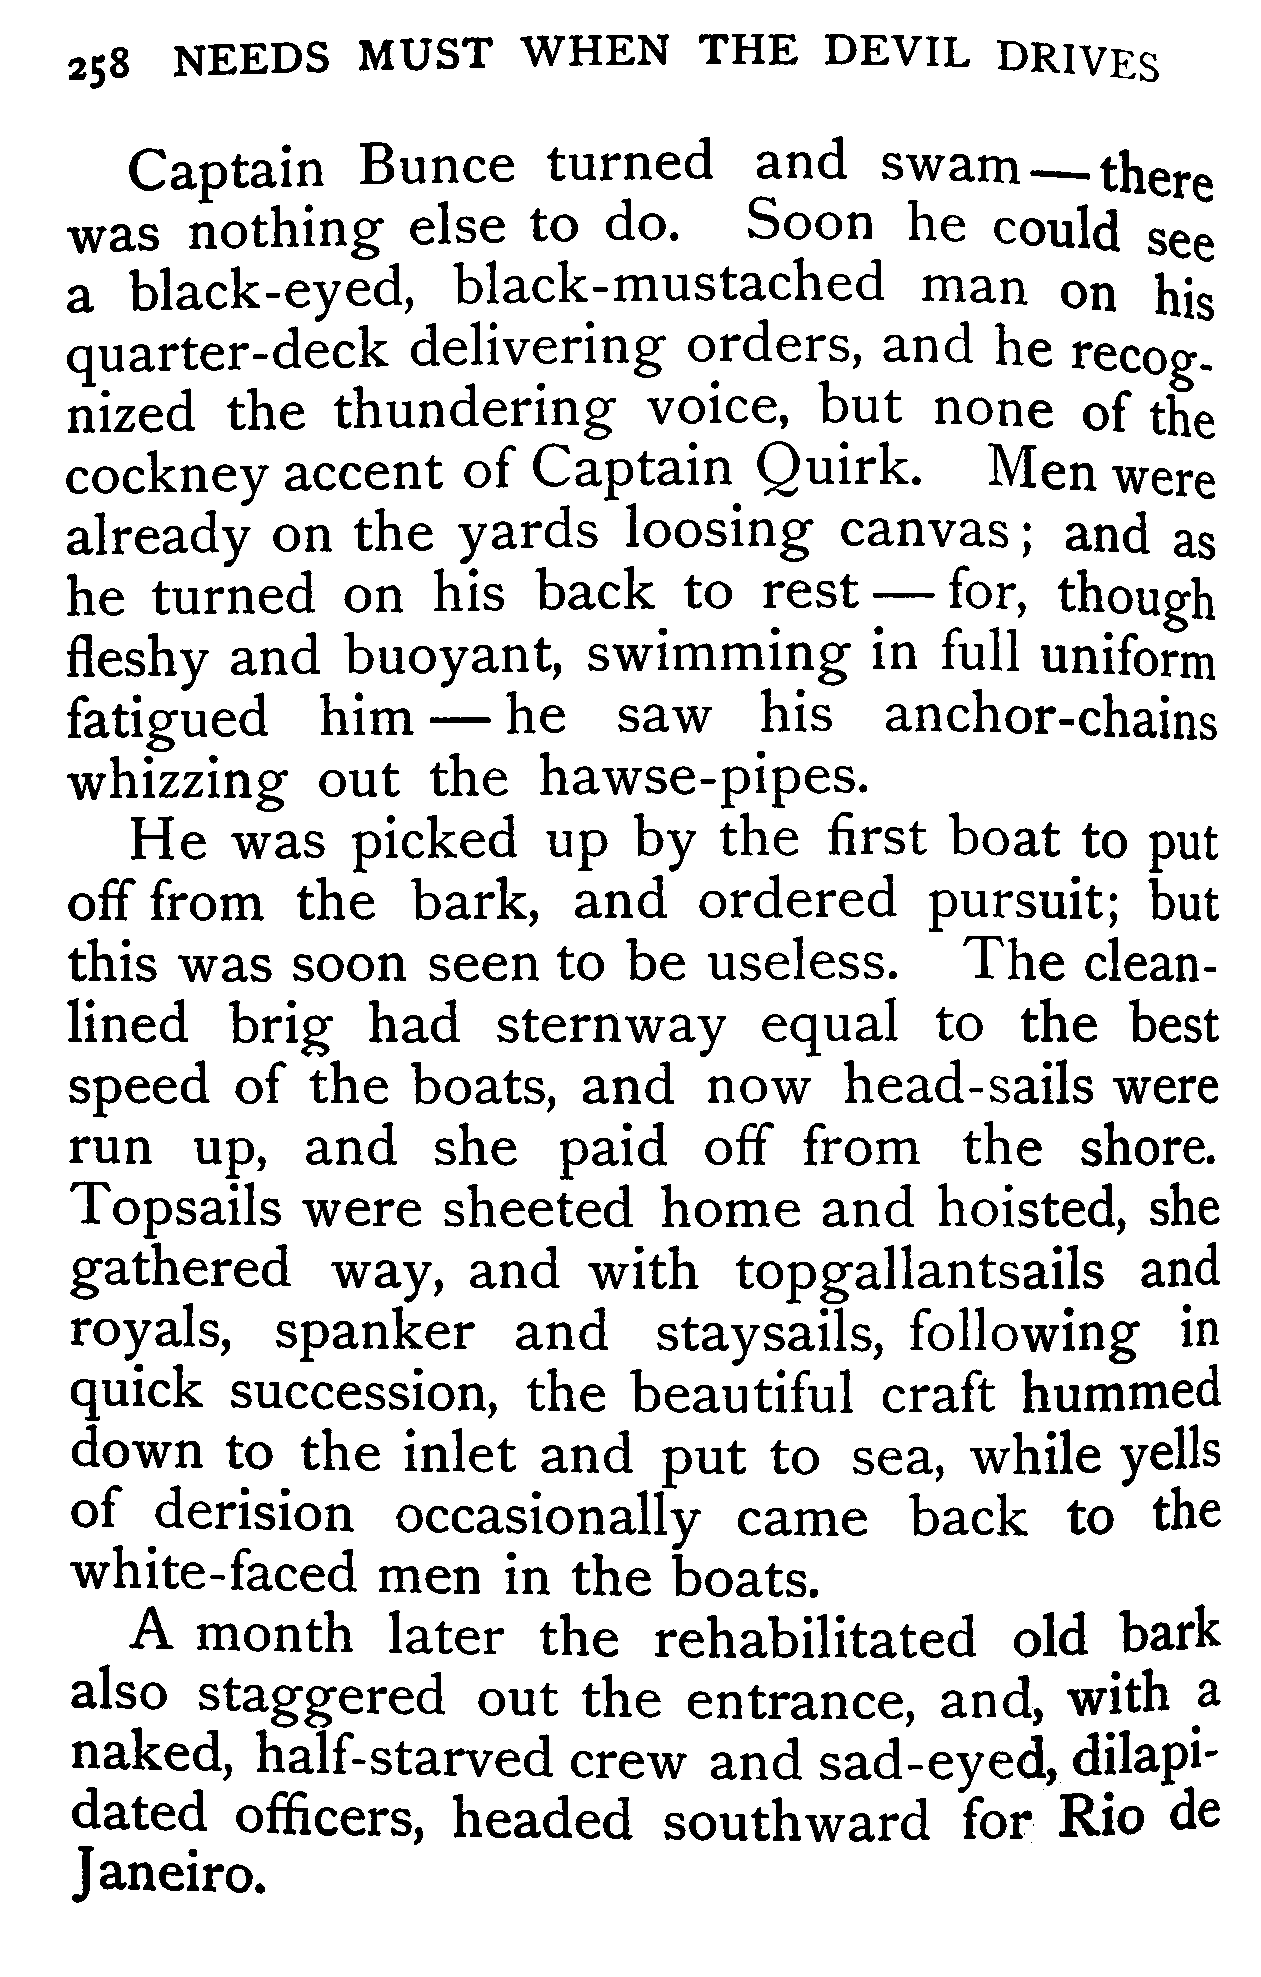 258 NEEDS MUST WHEN THE DEVIL DRIVES
Captain Bunce turned and swam—there
was nothing else to do. Soon he could see
a black-eyed, black-mustached man on his
quarter-deck delivering orders, and he recog-
nized the thundering voice, but none of the
cockney accent of Captain Quirk. Men were
already on the yards loosing canvas; and as
he turned on his back to rest — for, though
fleshy and buoyant, swimming in full uniform
fatigued him — he saw his anchor-chains
whizzing out the hawse-pipes.
He was picked up by the first boat to put
off from the bark, and ordered pursuit; but
this was soon seen to be useless. The clean-
lined brig had sternway equal to the best
speed of the boats, and now head-sails were
run up, and she paid off from the shore.
Topsails were sheeted home and hoisted, she
gathered way, and with topgallantsails and
royals, spanker and staysails, following in
quick succession, the beautiful craft hummed
down to the inlet and put to sea, while yells
of derision occasionally came back to the
white-faced men in the boats.
A month later the rehabilitated old bark
also staggered out the entrance, and, with a
naked, half-starved crew and sad-eyed, dilapi-
dated officers, headed southward for Rio de
Janeiro.